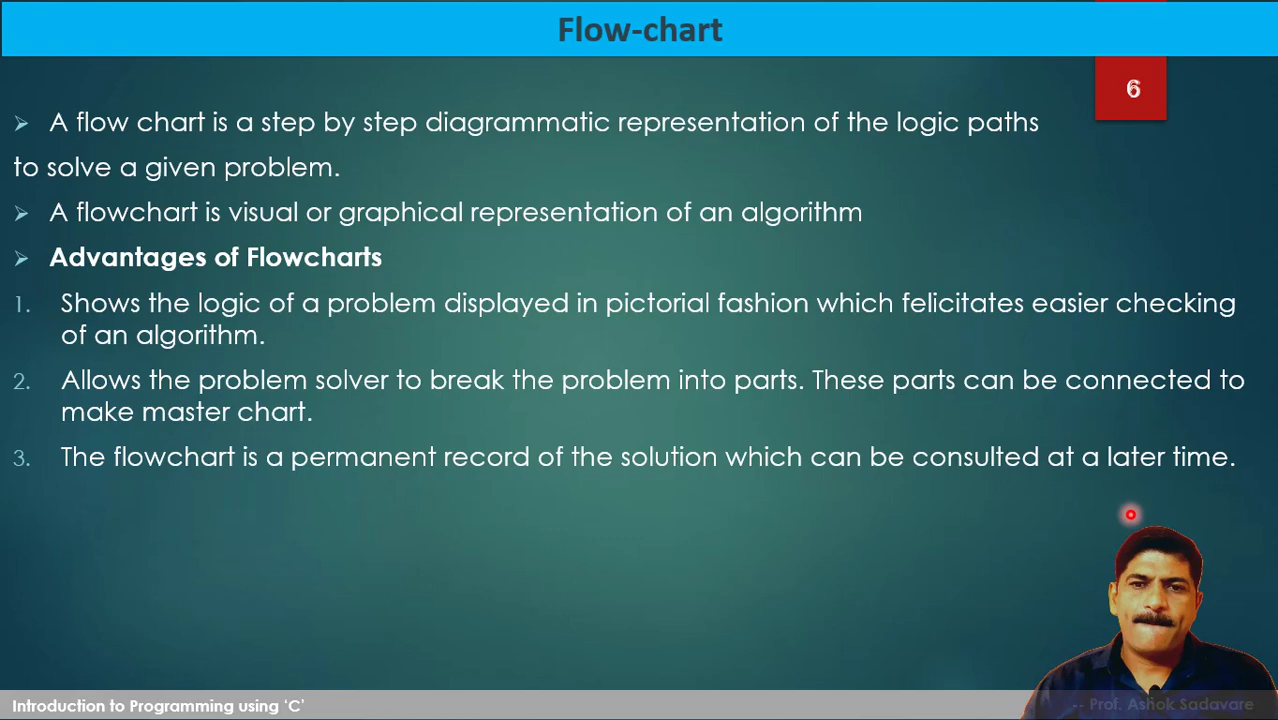 Flow-chart
6
A flow chart is a step by step diagrammatic representation of the logic paths
to solve a given problem.
A flowchart is visual or graphical representation of an algorithm
Advantages of Flowcharts
1. Shows the logic of a problem displayed in pictorial fashion which felicitates easier checking
of an algorithm.
2. Allows the problem solver to break the problem into parts. These parts can be connected to
make master chart.
3. The flowchart is a permanent record of the solution which can be consulted at a later time.
Introduction to Programming using ‘C’
-- Prof. Ashok Sadavare